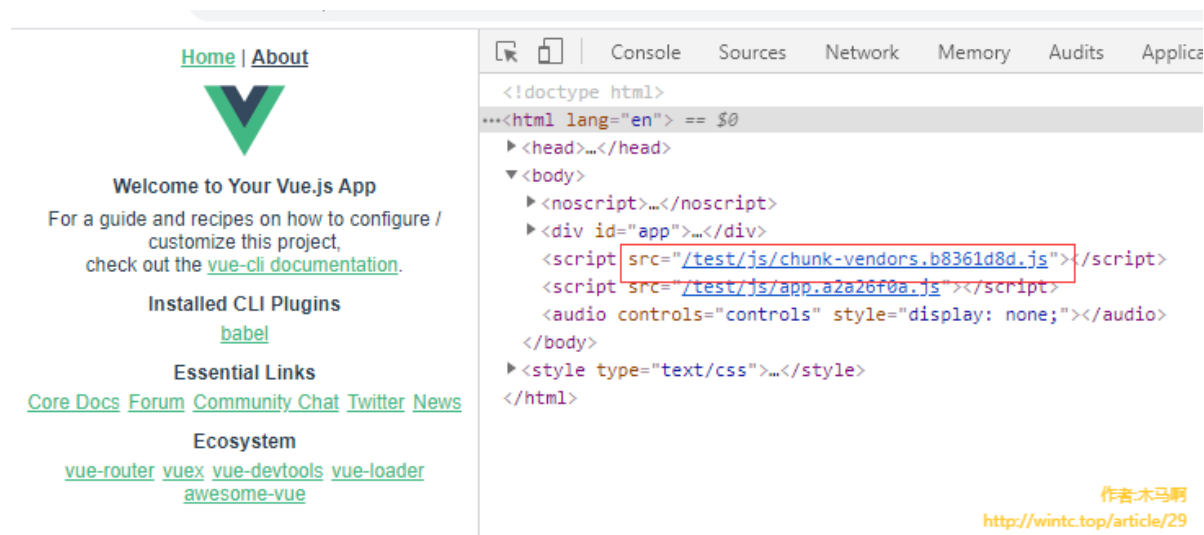 Home | About
Welcome to Your Vue.js App
For a guide and recipes on how to configure /
customize this project,
check out the vue-cli documentation.
Installed CLI Plugins
babel
Essential Links
Core Docs Forum Community Chat Twitter News
Ecosystem
vue-router vuex vue-devtools vue-loader
awesome-vue
Console Sources Network Memory Audits Applica
<!doctype html>
•••<html lang="en"> == $0
▶<head>…</head>
▼<body>
▶<noscript>…</noscript>
▶<div id="app">…</div>
<script src="/test/js/chunk-vendors.b8361d8d.js"></script>
<script src="/test/js/app.a2a26f0a.js"></script>
<audio controls="controls" style="display: none;"></audio>
</body>
▶<style type="text/css">…</style>
</html>
作者:木马啊
http://wintc.top/article/29